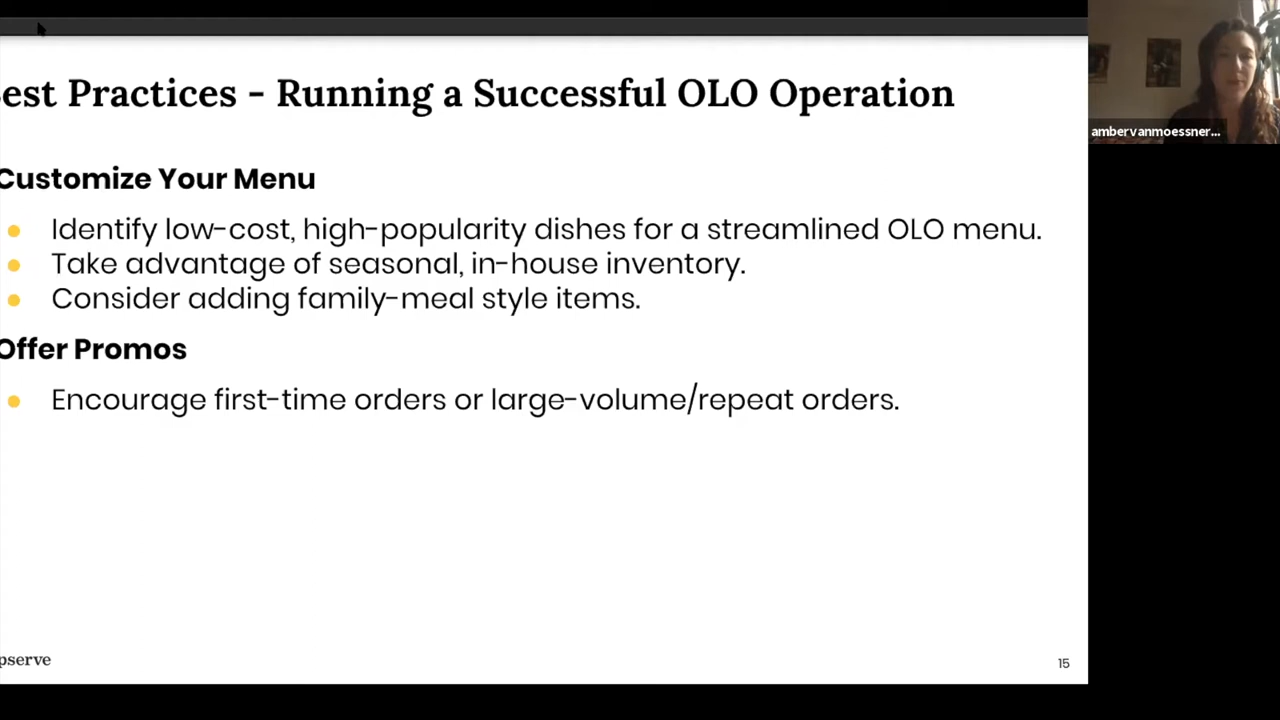 est Practices - Running a Successful OLO Operation
ambervanmoessner...
Customize Your Menu
● Identify low-cost, high-popularity dishes for a streamlined OLO menu.
● Take advantage of seasonal, in-house inventory.
● Consider adding family-meal style items.
Offer Promos
● Encourage first-time orders or large-volume/repeat orders.
pserve
15